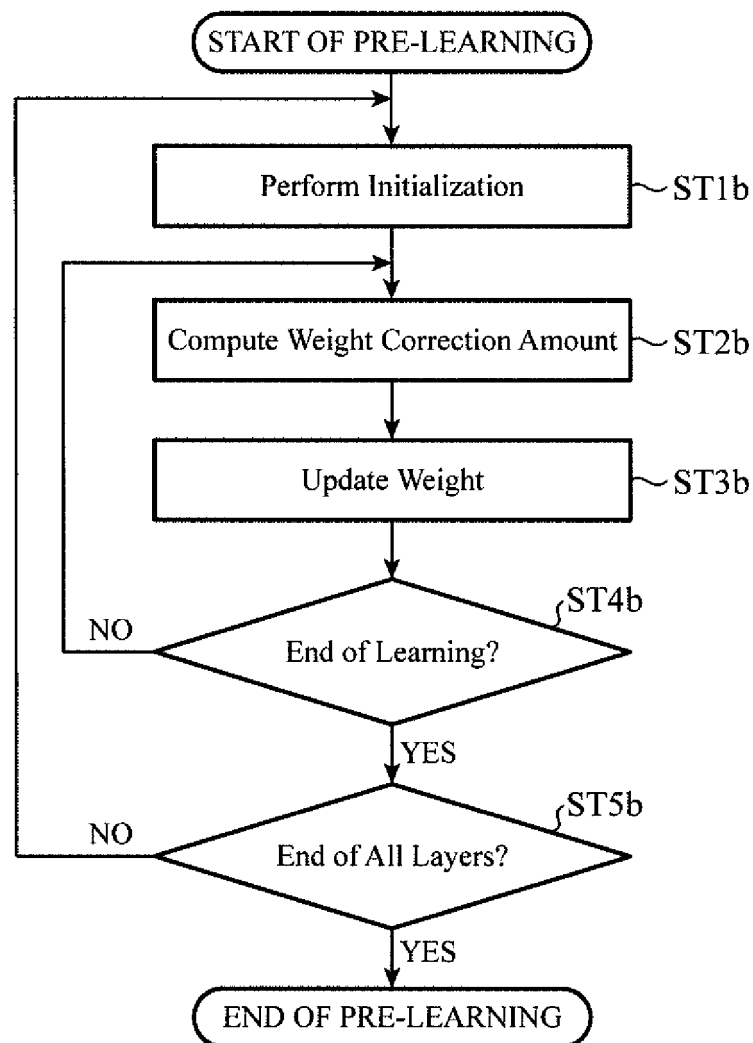 START OF PRE-LEARNING
Perform Initialization
ST1b
Compute Weight Correction Amount
ST2b
Update Weight
ST3b
ST4b
NO
End of Learning?
YES
ST5b
NO
End of All Layers?
YES
END OF PRE-LEARNING